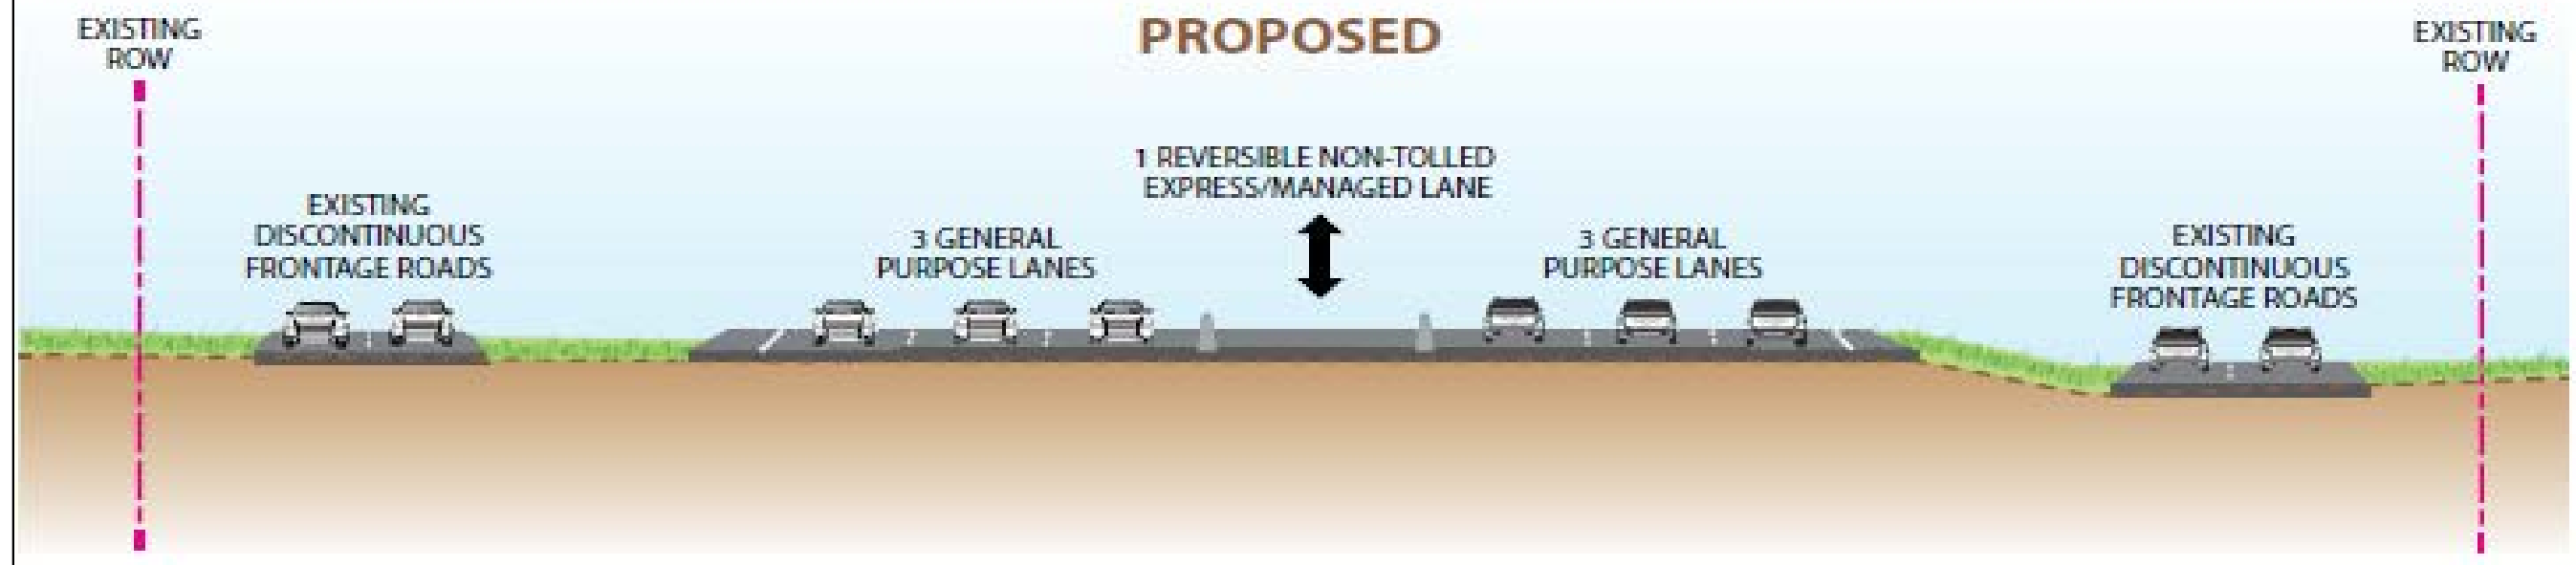 EXISTING
ROW
PROPOSED
EXISTING
ROW
1 REVERSIBLE NON-TOLLED
EXPRESS/MANAGED LANE
EXISTING
DISCONTINUOUS
FRONTAGE ROADS
3 GENERAL
PURPOSE LANES
3 GENERAL
PURPOSE LANES
EXISTING
DISCONTINUOUS
FRONTAGE ROADS